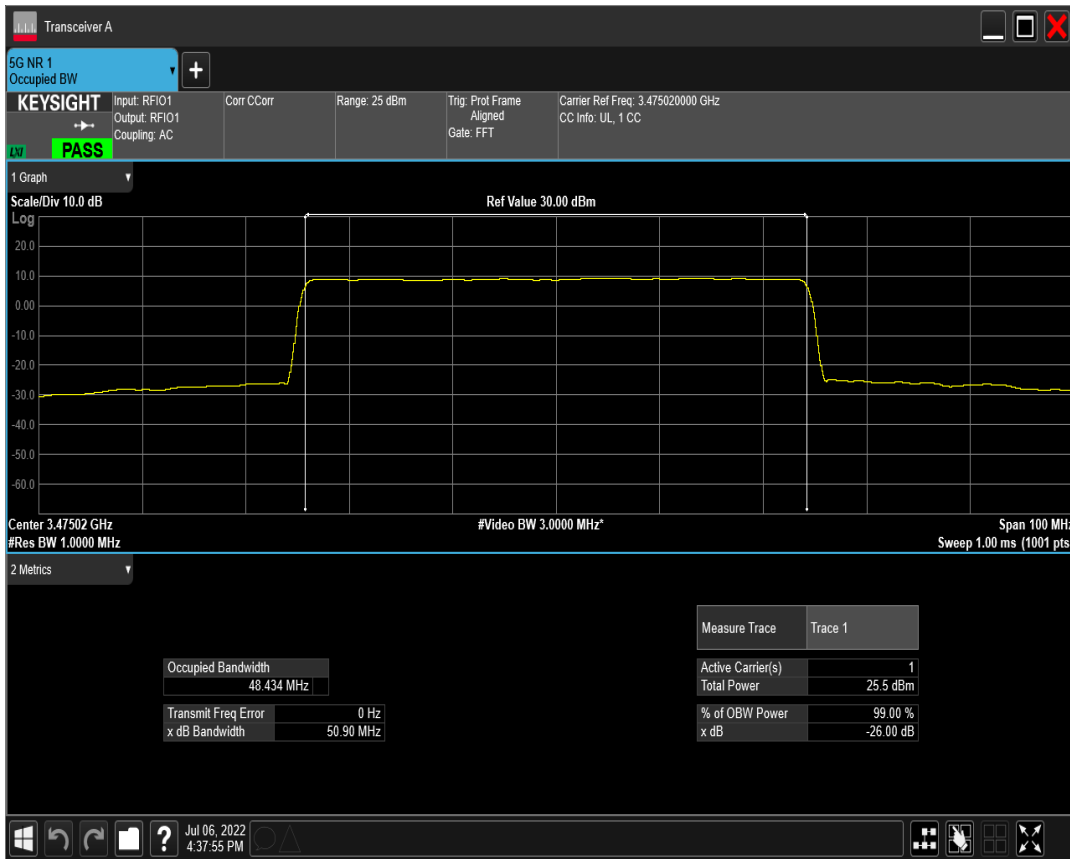 Transceiver A
5G NR 1
Occupied BW
KEYSIGHT
LXI
PASS
Input: RFIO1
Output: RFIO1
Coupling: AC
Corr CCorr
Range: 25 dBm
Trig: Prot Frame
Aligned
Gate: FFT
Carrier Ref Freq: 3.475020000 GHz
CC Info: UL, 1 CC
1 Graph
Scale/Div 10.0 dB
Ref Value 30.00 dBm
Log
20.0
10.0
0.00
-10.0
-20.0
-30.0
-40.0
-50.0
-60.0
Center 3.47502 GHz
#Video BW 3.0000 MHz*
Span 100 MHz
#Res BW 1.0000 MHz
Sweep 1.00 ms (1001 pts
2 Metrics
Measure Trace Trace 1
Occupied Bandwidth
48.434 MHz
Active Carrier(s) 1
Total Power 25.5 dBm
Transmit Freq Error 0 Hz
x dB Bandwidth 50.90 MHz
% of OBW Power 99.00 %
x dB -26.00 dB
Jul 06, 2022
4:37:55 PM